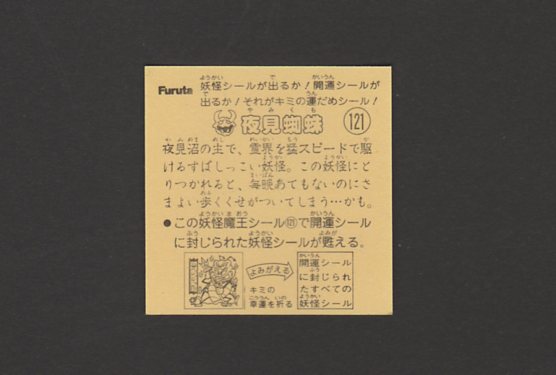 Furuta
妖怪シールが出るか！開運シールが
出るか！それがキミの運だめシール！
夜見蜘蛛 121
夜見沼の主で、霊界を猛スピードで駆
けるすばしっこい妖怪。この妖怪にと
りつかれると、毎晩あてもないのにさ
まよい歩くくせがついてしまう…かも。
●この妖怪魔王シール121で開運シール
に封じられた妖怪シールが甦える。
よみがえる
キミの
幸運を祈る
開運シール
に封じられ
たすべての
妖怪シール